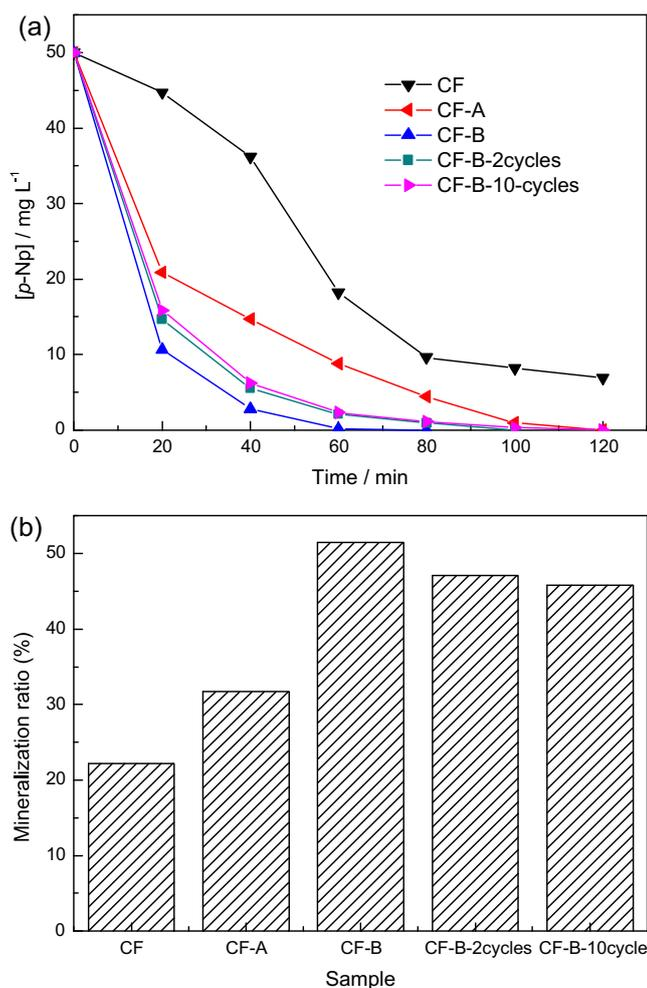 (a)
50
40
30
20
10
0
[p-Np] / mg L⁻¹
CF
CF-A
CF-B
CF-B-2cycles
CF-B-10-cycles
0 20 40 60 80 100 120
Time / min
(b)
50
40
30
20
10
0
Mineralization ratio (%)
CF CF-A CF-B CF-B-2cycles CF-B-10cycle
Sample